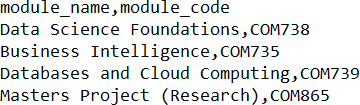 module_name,module_code
Data Science Foundations,COM738
Business Intelligence,COM735
Databases and Cloud Computing,COM739
Masters Project (Research),COM865